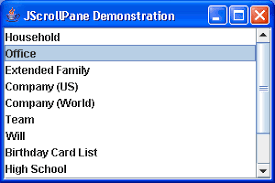 JScrollPane Demonstration
Household
Office
Extended Family
Company (US)
Company (World)
Team
Will
Birthday Card List
High School